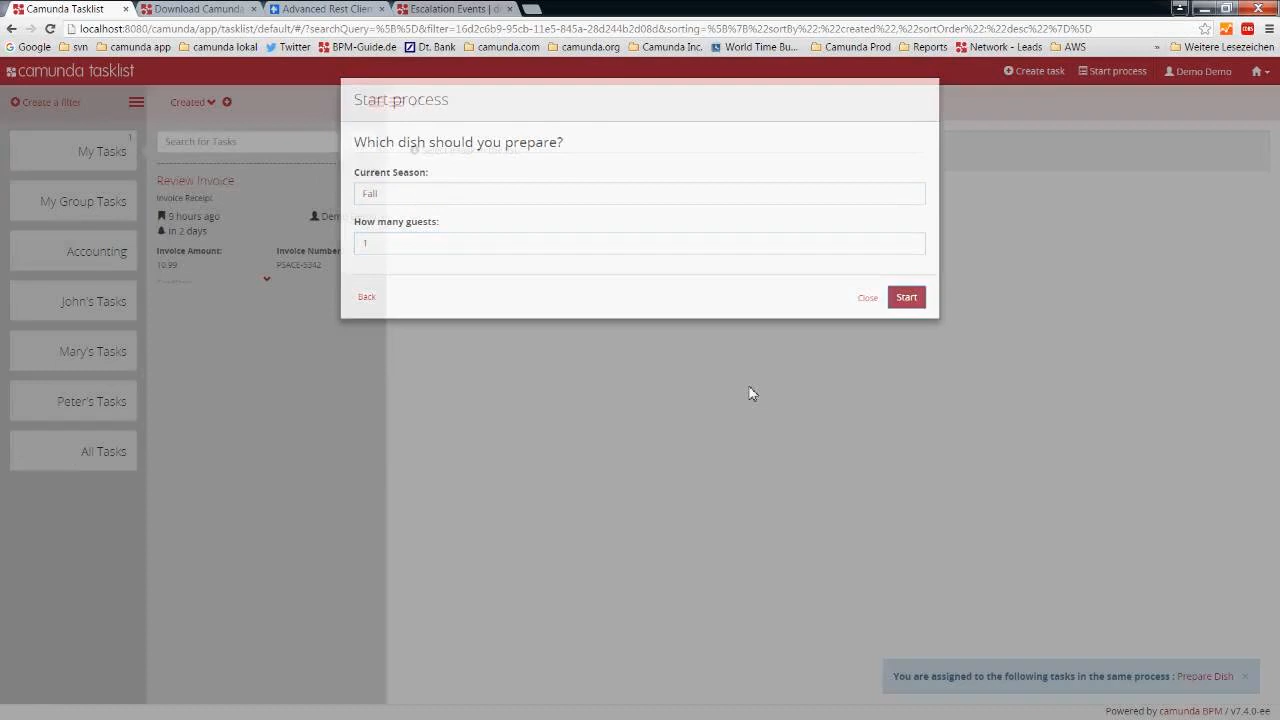 Camunda Tasklist
Download Camunda
Advanced Rest Clien
Escalation Events | d
localhost:8080/camunda/app/tasklist/default/#/?searchQuery=%5B%5D&filter=16d2c6b9-95cb-11e5-845a-28d244b2d08d&sorting=%5B%7B%22sortBy%22:%22created%22,%22sortOrder%22:%22desc%22%7D%5D
Google
svn
camunda app
camunda lokal
Twitter
BPM-Guide.de
Dt. Bank
camunda.com
camunda.org
Camunda Inc.
World Time Bu...
Camunda Prod
Reports
Network - Leads
AWS
»
Weitere Lesezeichen
camunda tasklist
Create task
Start process
Demo Demo
Create a filter
Created
My Tasks
1
My Group Tasks
Accounting
John's Tasks
Mary's Tasks
Peter's Tasks
All Tasks
Search for Tasks
Review Invoice
Invoice Receipt
9 hours ago
Demo
in 2 days
Invoice Amount:
Invoice Number
10.99
PSACE-5342
Start process
Which dish should you prepare?
Current Season:
Fall
How many guests:
1
Back
Close
Start
You are assigned to the following tasks in the same process : Prepare Dish ×
Powered by camunda BPM / v7.4.0-ee